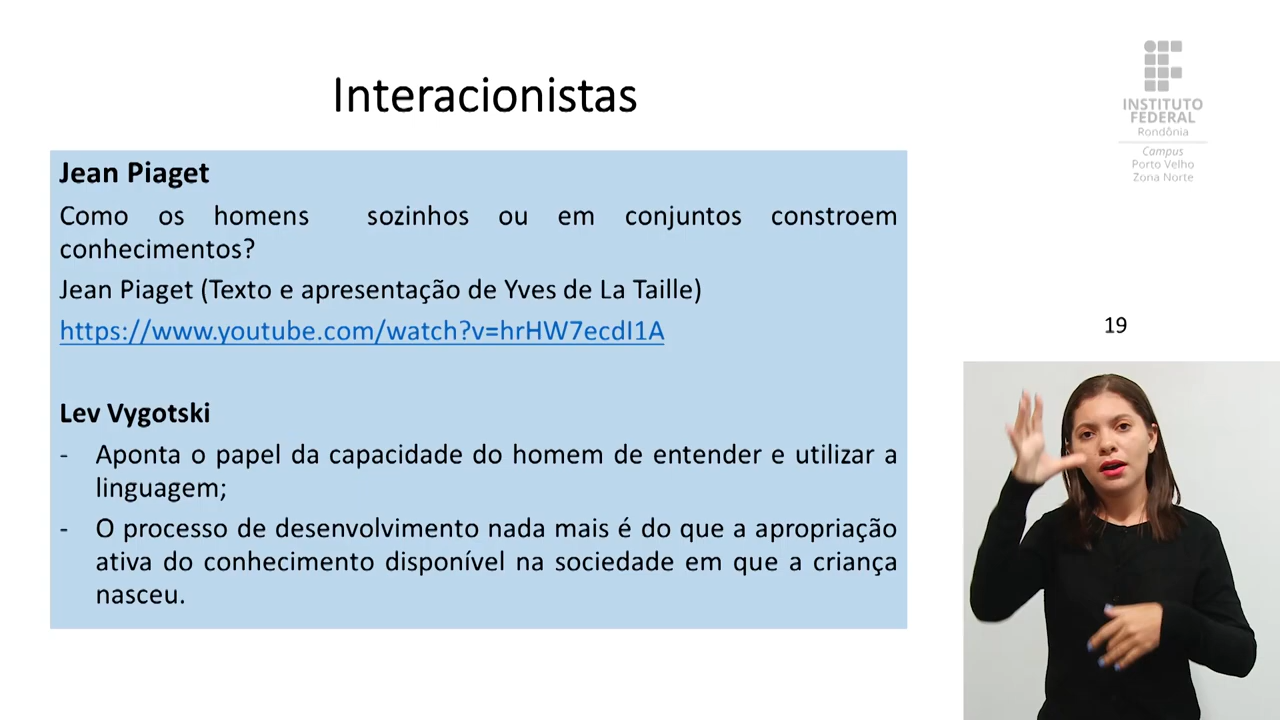 Interacionistas
INSTITUTO
FEDERAL
Rondônia
Campus
Porto Velho
Zona Norte
Jean Piaget
Como os homens sozinhos ou em conjuntos constroem
conhecimentos?
Jean Piaget (Texto e apresentação de Yves de La Taille)
https://www.youtube.com/watch?v=hrHW7ecdI1A
19
Lev Vygotski
- Aponta o papel da capacidade do homem de entender e utilizar a
linguagem;
- O processo de desenvolvimento nada mais é do que a apropriação
ativa do conhecimento disponível na sociedade em que a criança
nasceu.